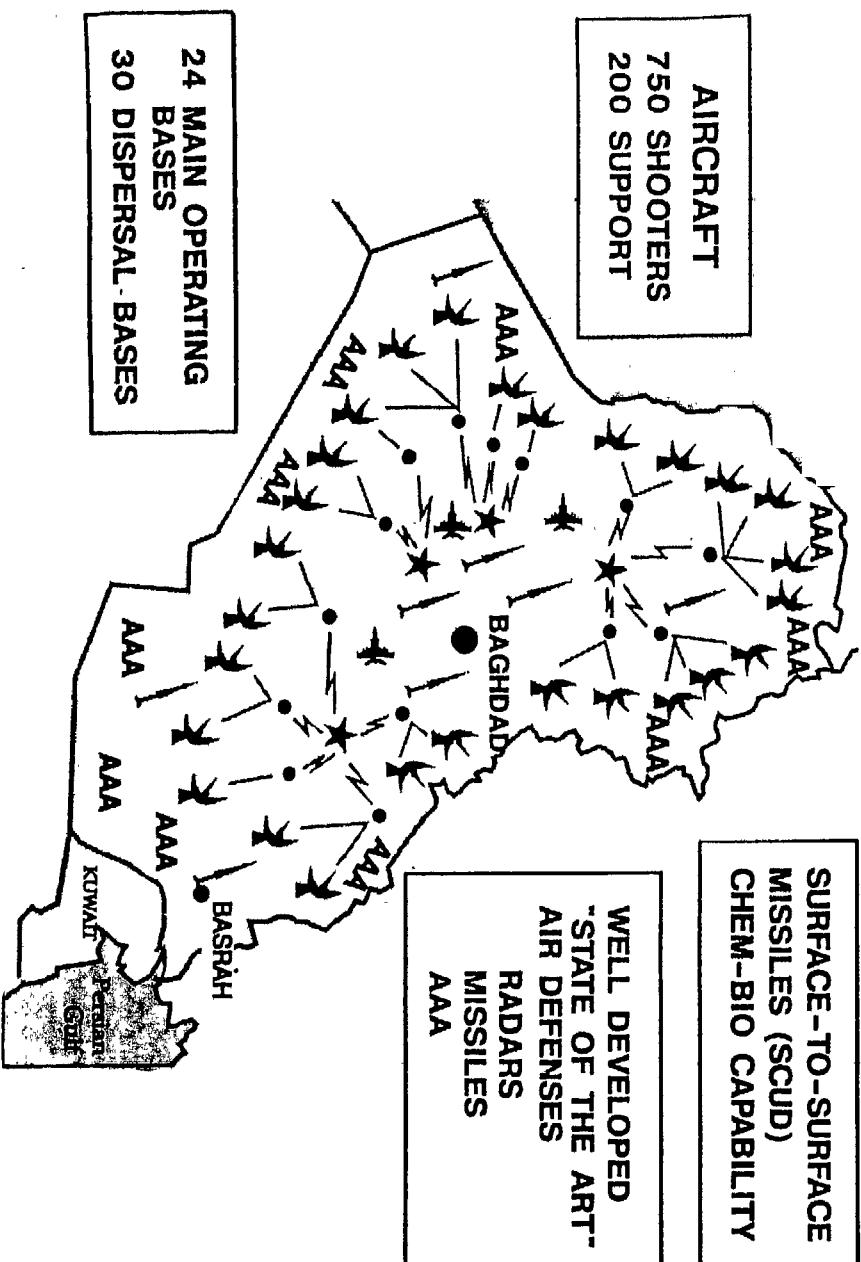 AIRCRAFT
750 SHOOTERS
200 SUPPORT
SURFACE-TO-SURFACE
MISSILES (SCUD)
CHEM-BIO CAPABILITY
WELL DEVELOPED
"STATE OF THE ART"
AIR DEFENSES
RADARS
MISSILES
AAA
AAA
AAA
AAA
AAA
BAGHDAD
AAA
AAA
AAA
BASRAH
AAA
AAA
AAA
KUWAIT
Persian
Gulf
24 MAIN OPERATING
BASES
30 DISPERSAL-BASES